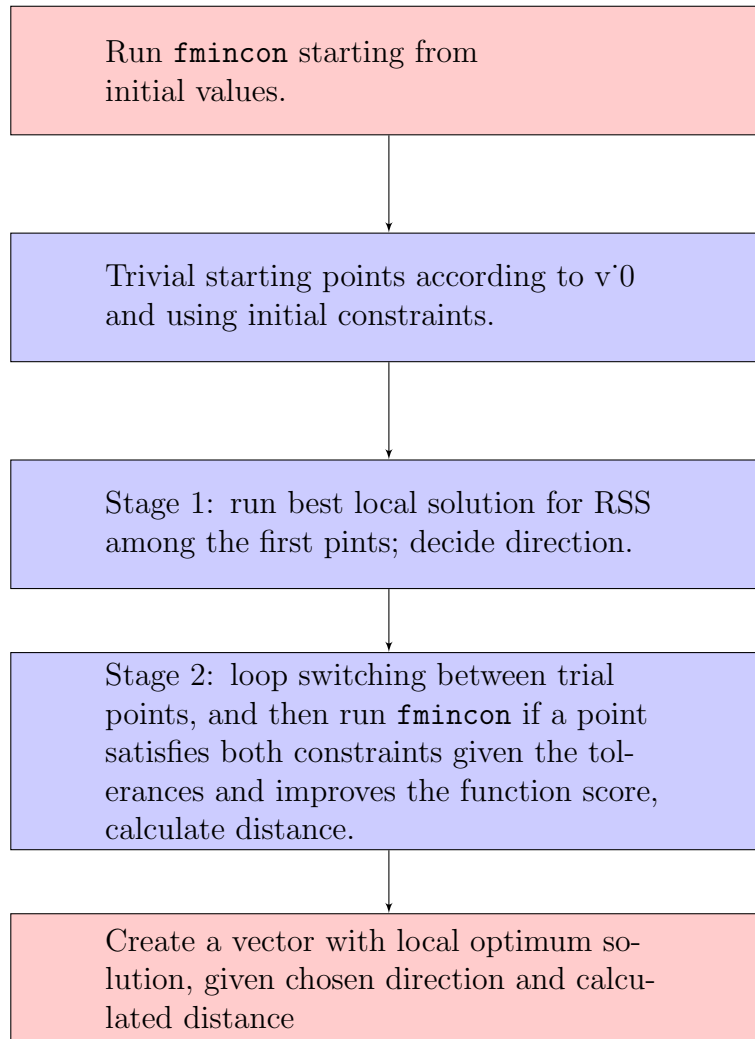 Run fmincon starting from
initial values.
Trivial starting points according to v˙0
and using initial constraints.
Stage 1: run best local solution for RSS
among the first pints; decide direction.
Stage 2: loop switching between trial
points, and then run fmincon if a point
satisfies both constraints given the tol-
erances and improves the function score,
calculate distance.
Create a vector with local optimum so-
lution, given chosen direction and calcu-
lated distance